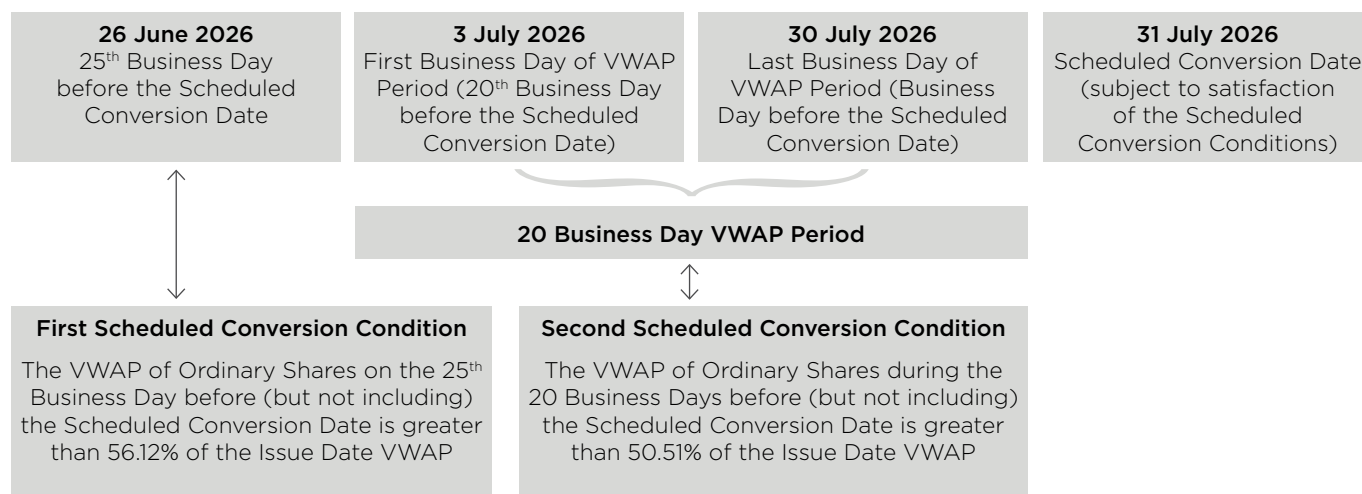 26 June 2026
25th Business Day
before the Scheduled
Conversion Date
3 July 2026
First Business Day of VWAP
Period (20th Business Day
before the Scheduled
Conversion Date)
30 July 2026
Last Business Day of
VWAP Period (Business
Day before the Scheduled
Conversion Date)
31 July 2026
Scheduled Conversion Date
(subject to satisfaction
of the Scheduled
Conversion Conditions)
20 Business Day VWAP Period
First Scheduled Conversion Condition
The VWAP of Ordinary Shares on the 25th
Business Day before (but not including)
the Scheduled Conversion Date is greater
than 56.12% of the Issue Date VWAP
Second Scheduled Conversion Condition
The VWAP of Ordinary Shares during the
20 Business Days before (but not including)
the Scheduled Conversion Date is greater
than 50.51% of the Issue Date VWAP